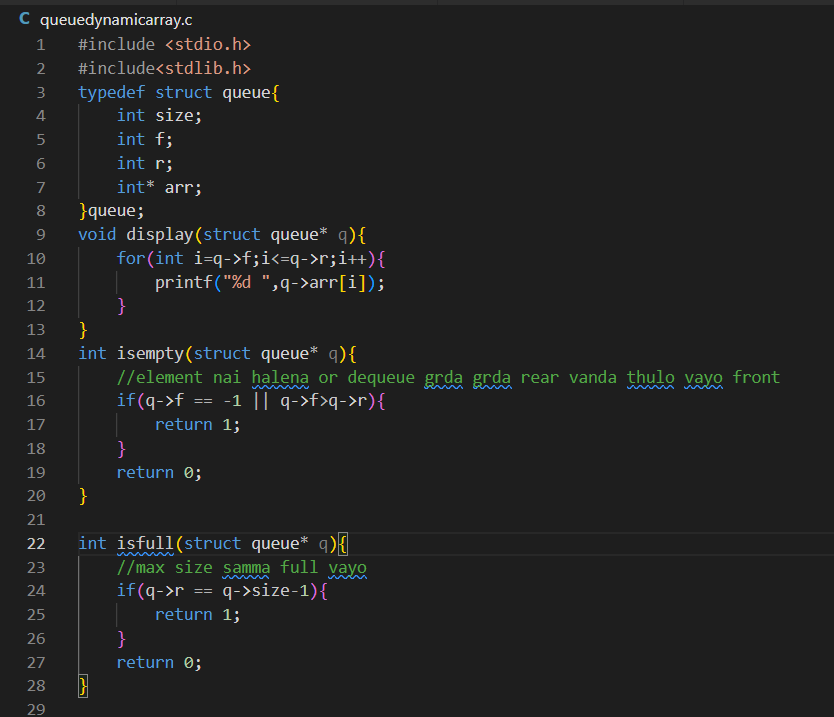 C queuedynamicarray.c
1 #include <stdio.h>
2 #include<stdlib.h>
3 typedef struct queue{
4     int size;
5     int f;
6     int r;
7     int* arr;
8 }queue;
9 void display(struct queue* q){
10     for(int i=q->f;i<=q->r;i++){
11         printf("%d ",q->arr[i]);
12     }
13 }
14 int isempty(struct queue* q){
15     //element nai halena or dequeue grda grda rear vanda thulo vayo front
16     if(q->f == -1 || q->f>q->r){
17         return 1;
18     }
19     return 0;
20 }
21
22 int isfull(struct queue* q){
23     //max size samma full vayo
24     if(q->r == q->size-1){
25         return 1;
26     }
27     return 0;
28 }
29